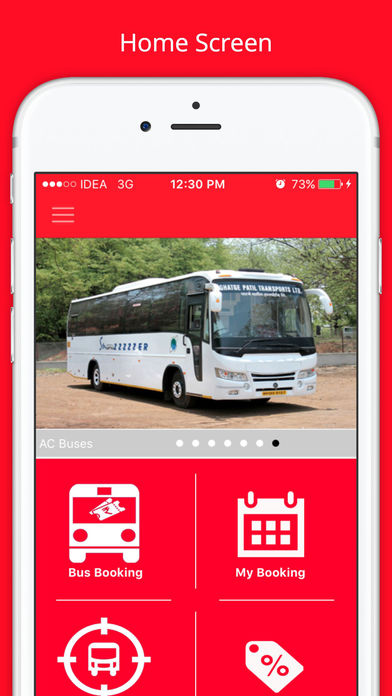 Home Screen
IDEA 3G 12:30 PM 73%
GHATGE PATIL TRANSPORTS LTD.
AC Buses
Bus Booking
My Booking
%